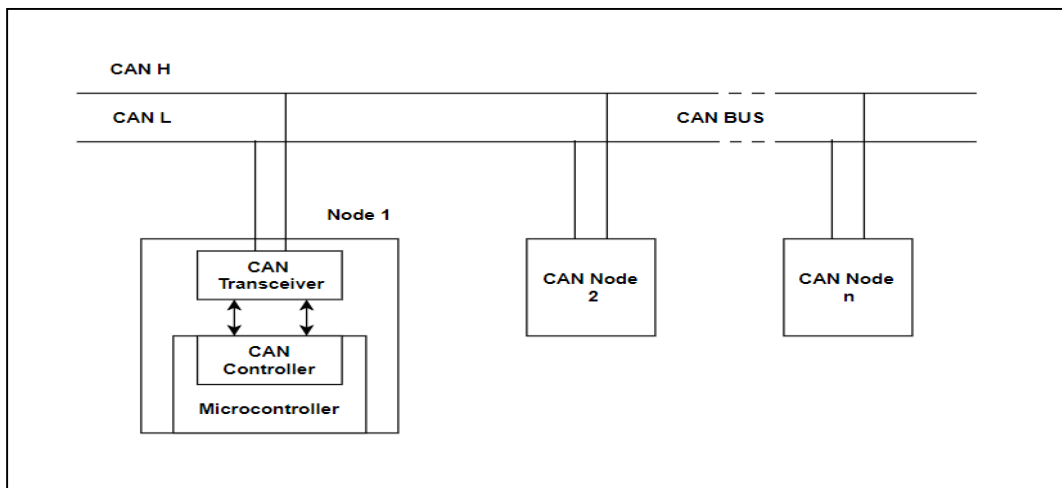 CAN H
CAN L
CAN BUS
Node 1
CAN
Transceiver
CAN
Controller
Microcontroller
CAN Node
2
CAN Node
n